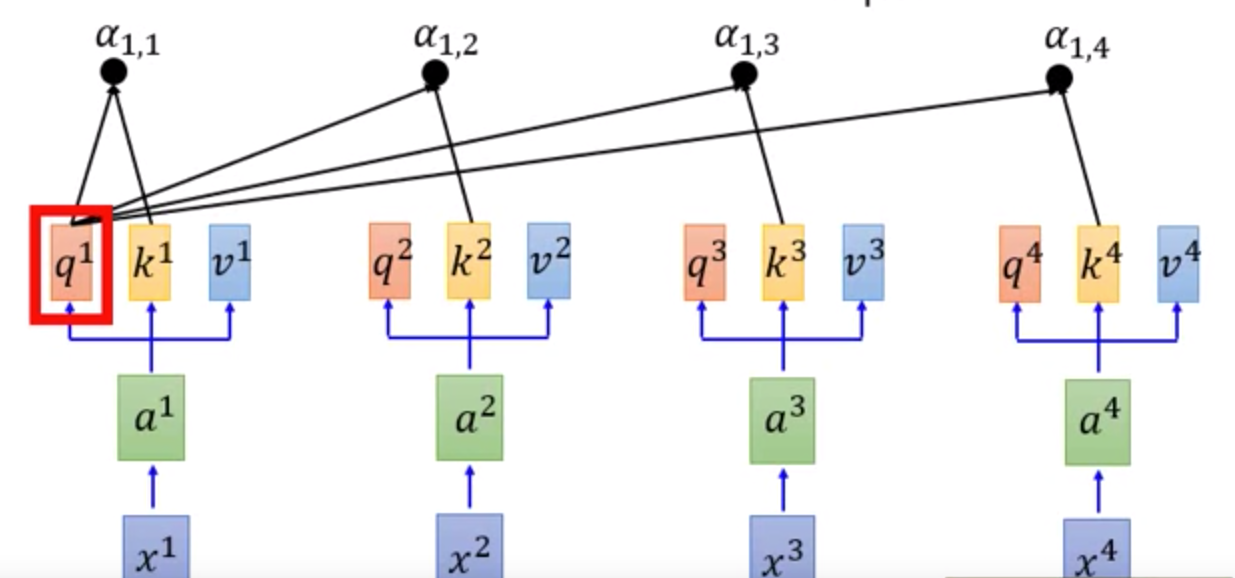 α₁,₁ α₁,₂ α₁,₃ α₁,₄
q¹ k¹ v¹ q² k² v² q³ k³ v³ q⁴ k⁴ v⁴
a¹ a² a³ a⁴
x¹ x² x³ x⁴